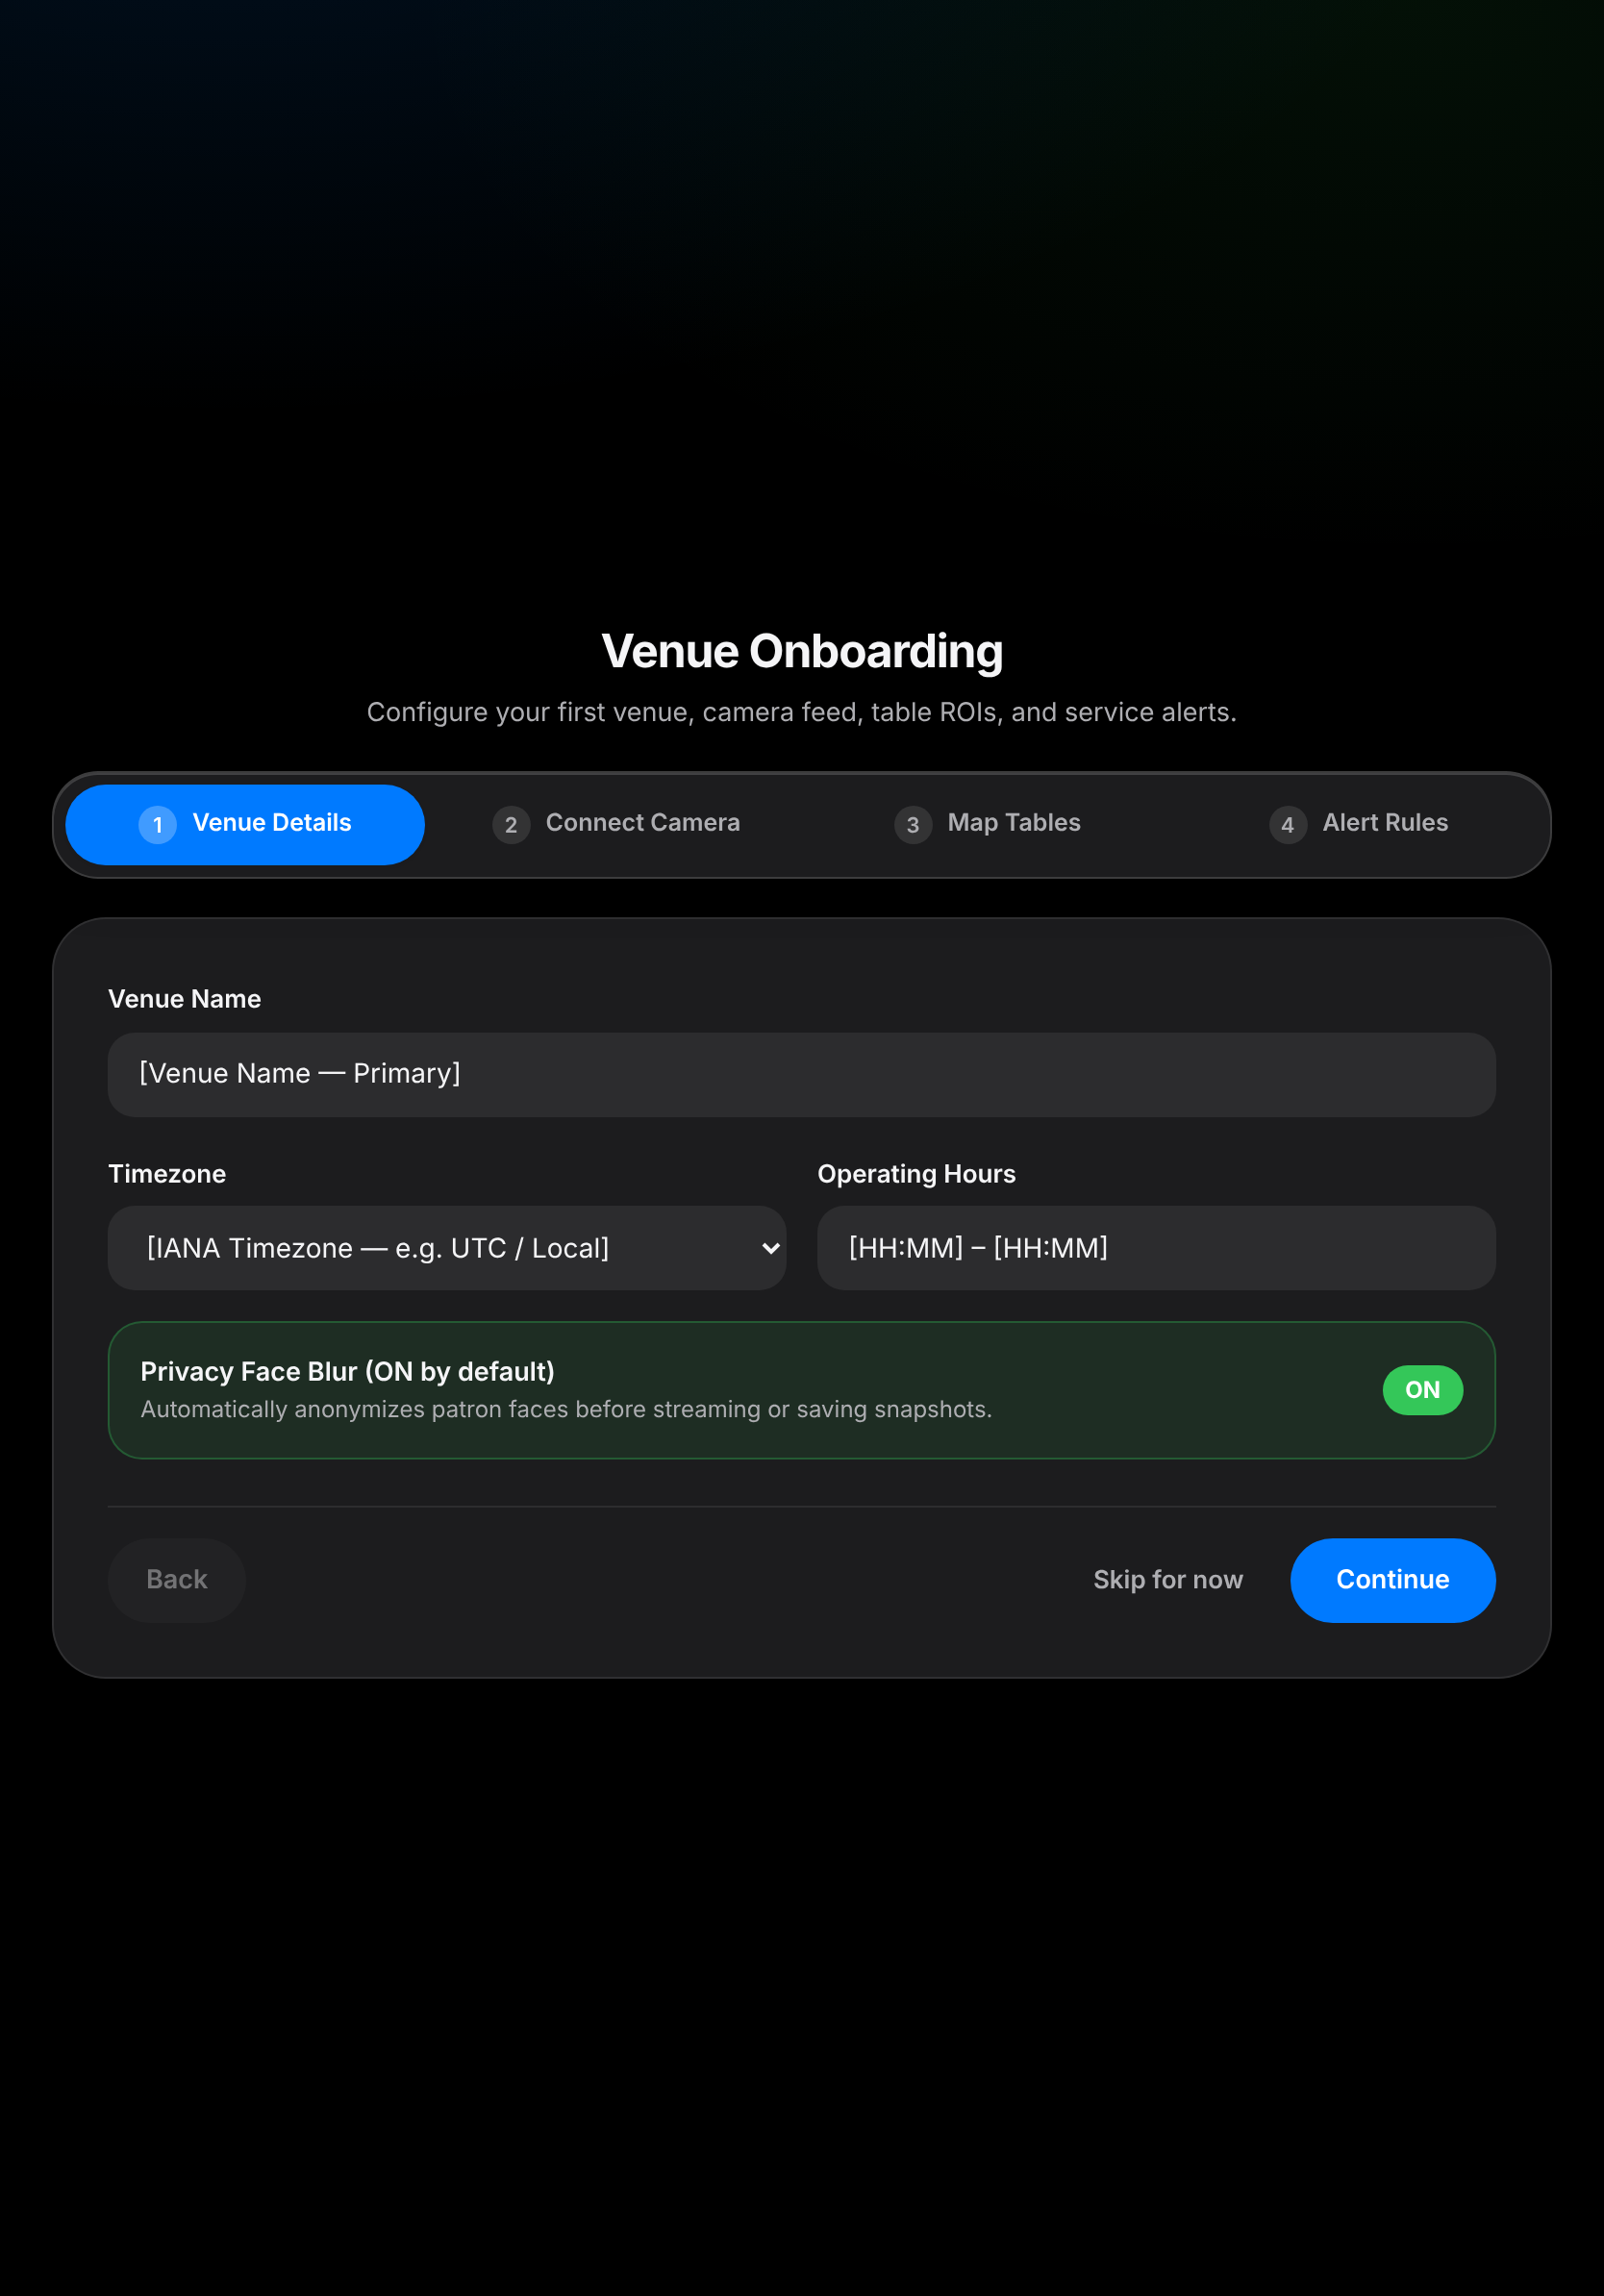 Venue Onboarding
Configure your first venue, camera feed, table ROIs, and service alerts.
1 Venue Details 2 Connect Camera 3 Map Tables 4 Alert Rules
Venue Name
[Venue Name — Primary]
Timezone Operating Hours
[IANA Timezone — e.g. UTC / Local] [HH:MM] – [HH:MM]
Privacy Face Blur (ON by default)
Automatically anonymizes patron faces before streaming or saving snapshots.
ON
Back Skip for now Continue